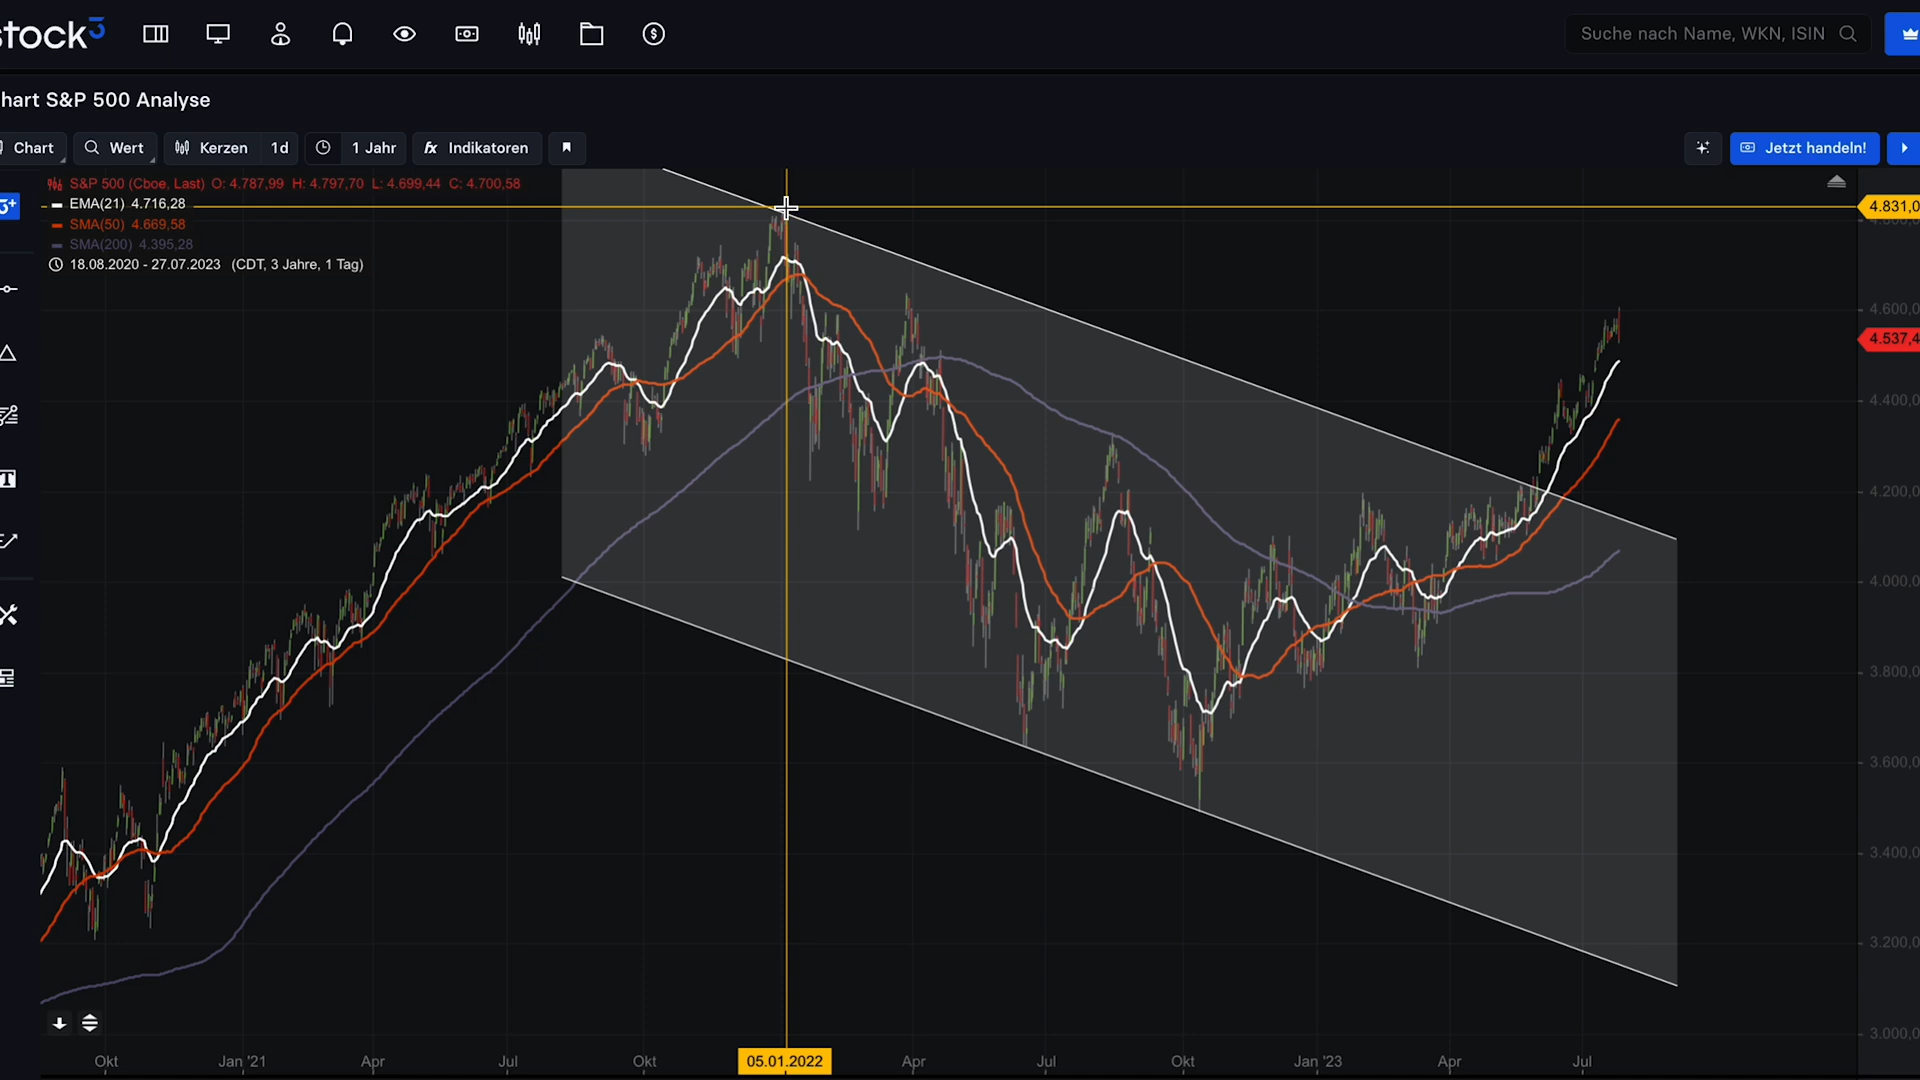 stock3
Suche nach Name, WKN, ISIN
hart S&P 500 Analyse
Chart
Wert
Kerzen
1d
1 Jahr
fx Indikatoren
Jetzt handeln!
S&P 500 (Cboe, Last) O: 4.787,99 H: 4.797,70 L: 4.699,44 C: 4.700,58
3+
EMA(21) 4.716,28
4.831,0
SMA(50) 4.669,58
SMA(200) 4.395,28
18.08.2020 - 27.07.2023 (CDT, 3 Jahre, 1 Tag)
4.600,0
4.537,4
4.400,0
T
4.200,0
4.000,0
3.800,0
3.600,0
3.400,0
3.200,0
3.000,0
Okt Jan '21 Apr Jul Okt 05.01.2022 Apr Jul Okt Jan '23 Apr Jul